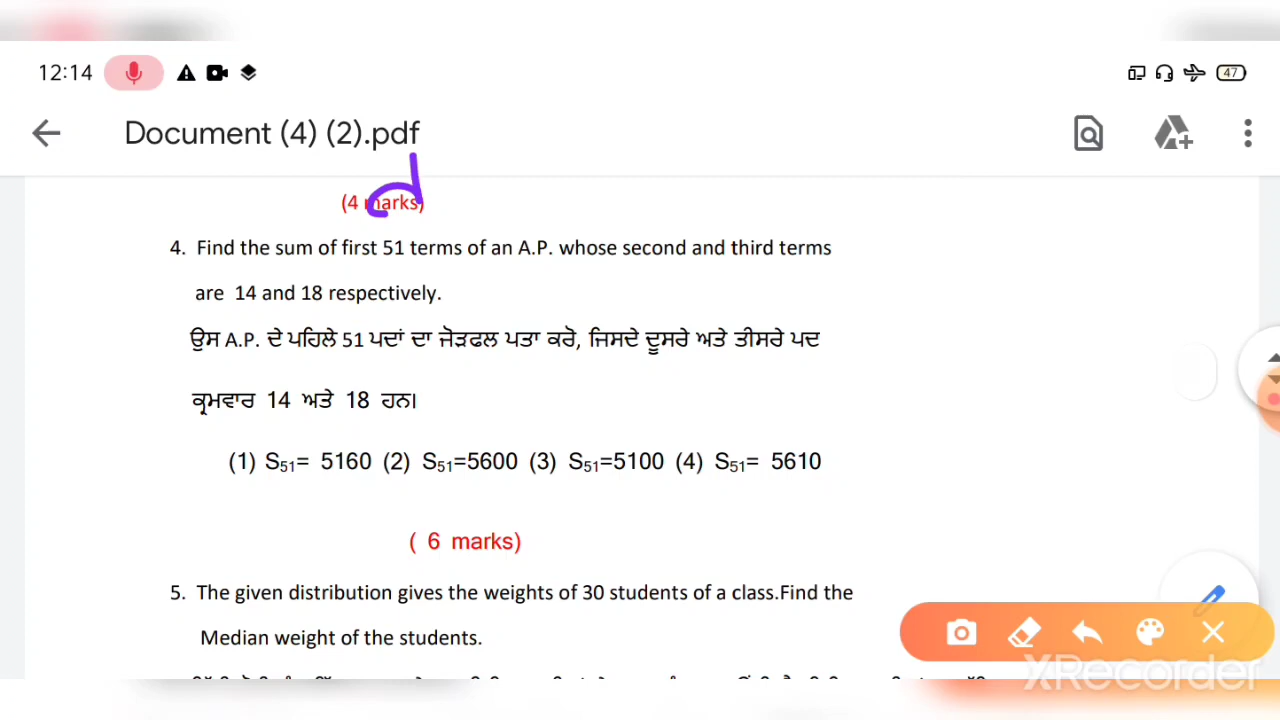 12:14
47
Document (4) (2).pdf
d
(4 marks)
4. Find the sum of first 51 terms of an A.P. whose second and third terms
are 14 and 18 respectively.
ਉਸ A.P. ਦੇ ਪਹਿਲੇ 51 ਪਦਾਂ ਦਾ ਜੋੜਫਲ ਪਤਾ ਕਰੋ, ਜਿਸਦੇ ਦੂਸਰੇ ਅਤੇ ਤੀਸਰੇ ਪਦ
ਕ੍ਰਮਵਾਰ 14 ਅਤੇ 18 ਹਨ।
(1) S₅₁= 5160 (2) S₅₁=5600 (3) S₅₁=5100 (4) S₅₁= 5610
( 6 marks)
5. The given distribution gives the weights of 30 students of a class.Find the
Median weight of the students.
XRecorder